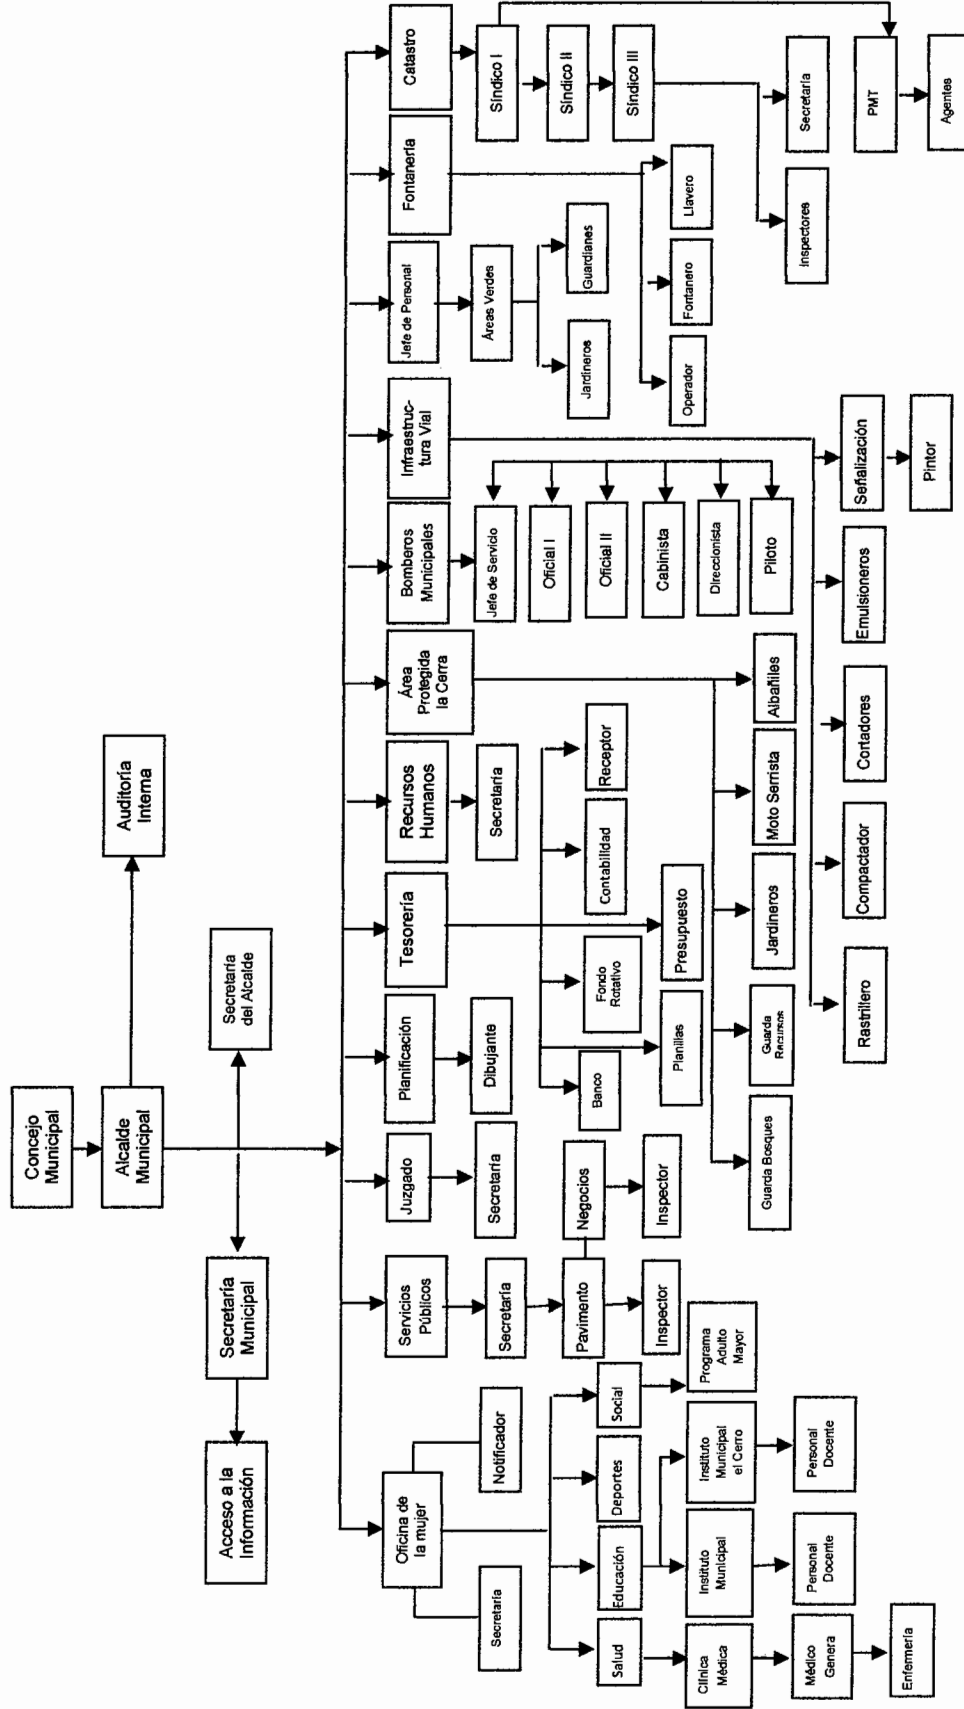 Concejo
Municipal
Alcalde
Municipal
Auditoría
Interna
Secretaría
del Alcalde
Secretaría
Municipal
Acceso a la
Información
Oficina de
la mujer
Servicios
Públicos
Juzgado
Planificación
Tesorería
Recursos
Humanos
Área
Protegida
la Cerra
Bomberos
Municipales
Infraestruc-
tura Vial
Jefe de Personal
Fontanería
Catastro
Secretaría
Notificador
Salud
Educación
Deportes
Social
Clínica
Médica
Instituto
Municipal
Instituto
Municipal
el Cerro
Programa
Adulto
Mayor
Médico
Genera
Personal
Docente
Personal
Docente
Enfermería
Secretaría
Pavimento
Negocios
Inspector
Inspector
Secretaría
Dibujante
Banco
Fondo
Rotativo
Contabilidad
Receptor
Planillas
Presupuesto
Secretaría
Guarda Bosques
Guarda
Recursos
Jardineros
Moto Serrista
Albañiles
Jefe de Servicio
Oficial I
Oficial II
Cabinista
Direccionista
Piloto
Rastrillero
Compactador
Cortadores
Emulsioneros
Señalización
Pintor
Áreas Verdes
Jardineros
Guardianes
Operador
Fontanero
Llavero
Síndico I
Síndico II
Síndico III
Inspectores
Secretaría
PMT
Agentes